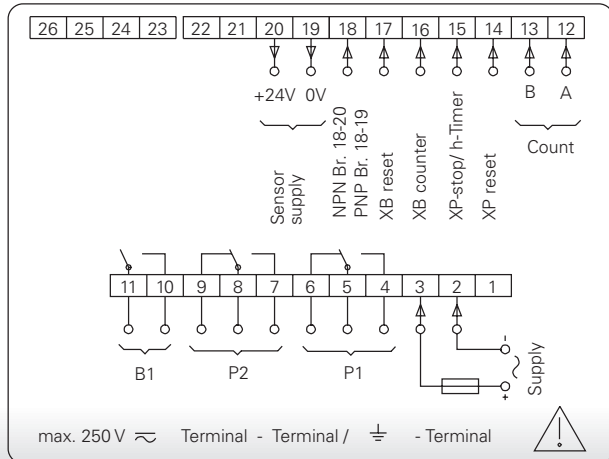 26 25 24 23 22 21 20 19 18 17 16 15 14 13 12
+24V 0V
B A
Count
Sensor
supply
NPN Br. 18-20
PNP Br. 18-19
XB reset
XB counter
XP-stop/ h-Timer
XP reset
11 10 9 8 7 6 5 4 3 2 1
B1 P2 P1
- +
Supply
max. 250 V Terminal - Terminal / - Terminal
!